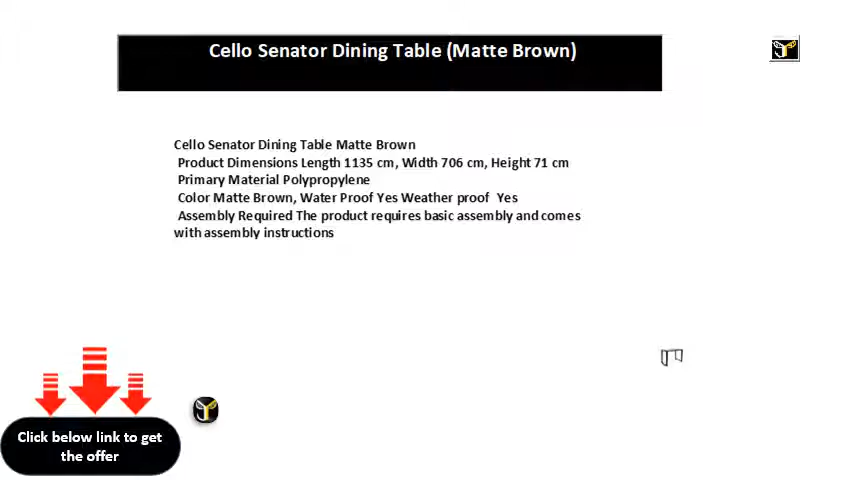 Cello Senator Dining Table (Matte Brown)
Cello Senator Dining Table Matte Brown
Product Dimensions Length 1135 cm, Width 706 cm, Height 71 cm
Primary Material Polypropylene
Color Matte Brown, Water Proof Yes Weather proof  Yes
Assembly Required The product requires basic assembly and comes
with assembly instructions
Click below link to get
the offer